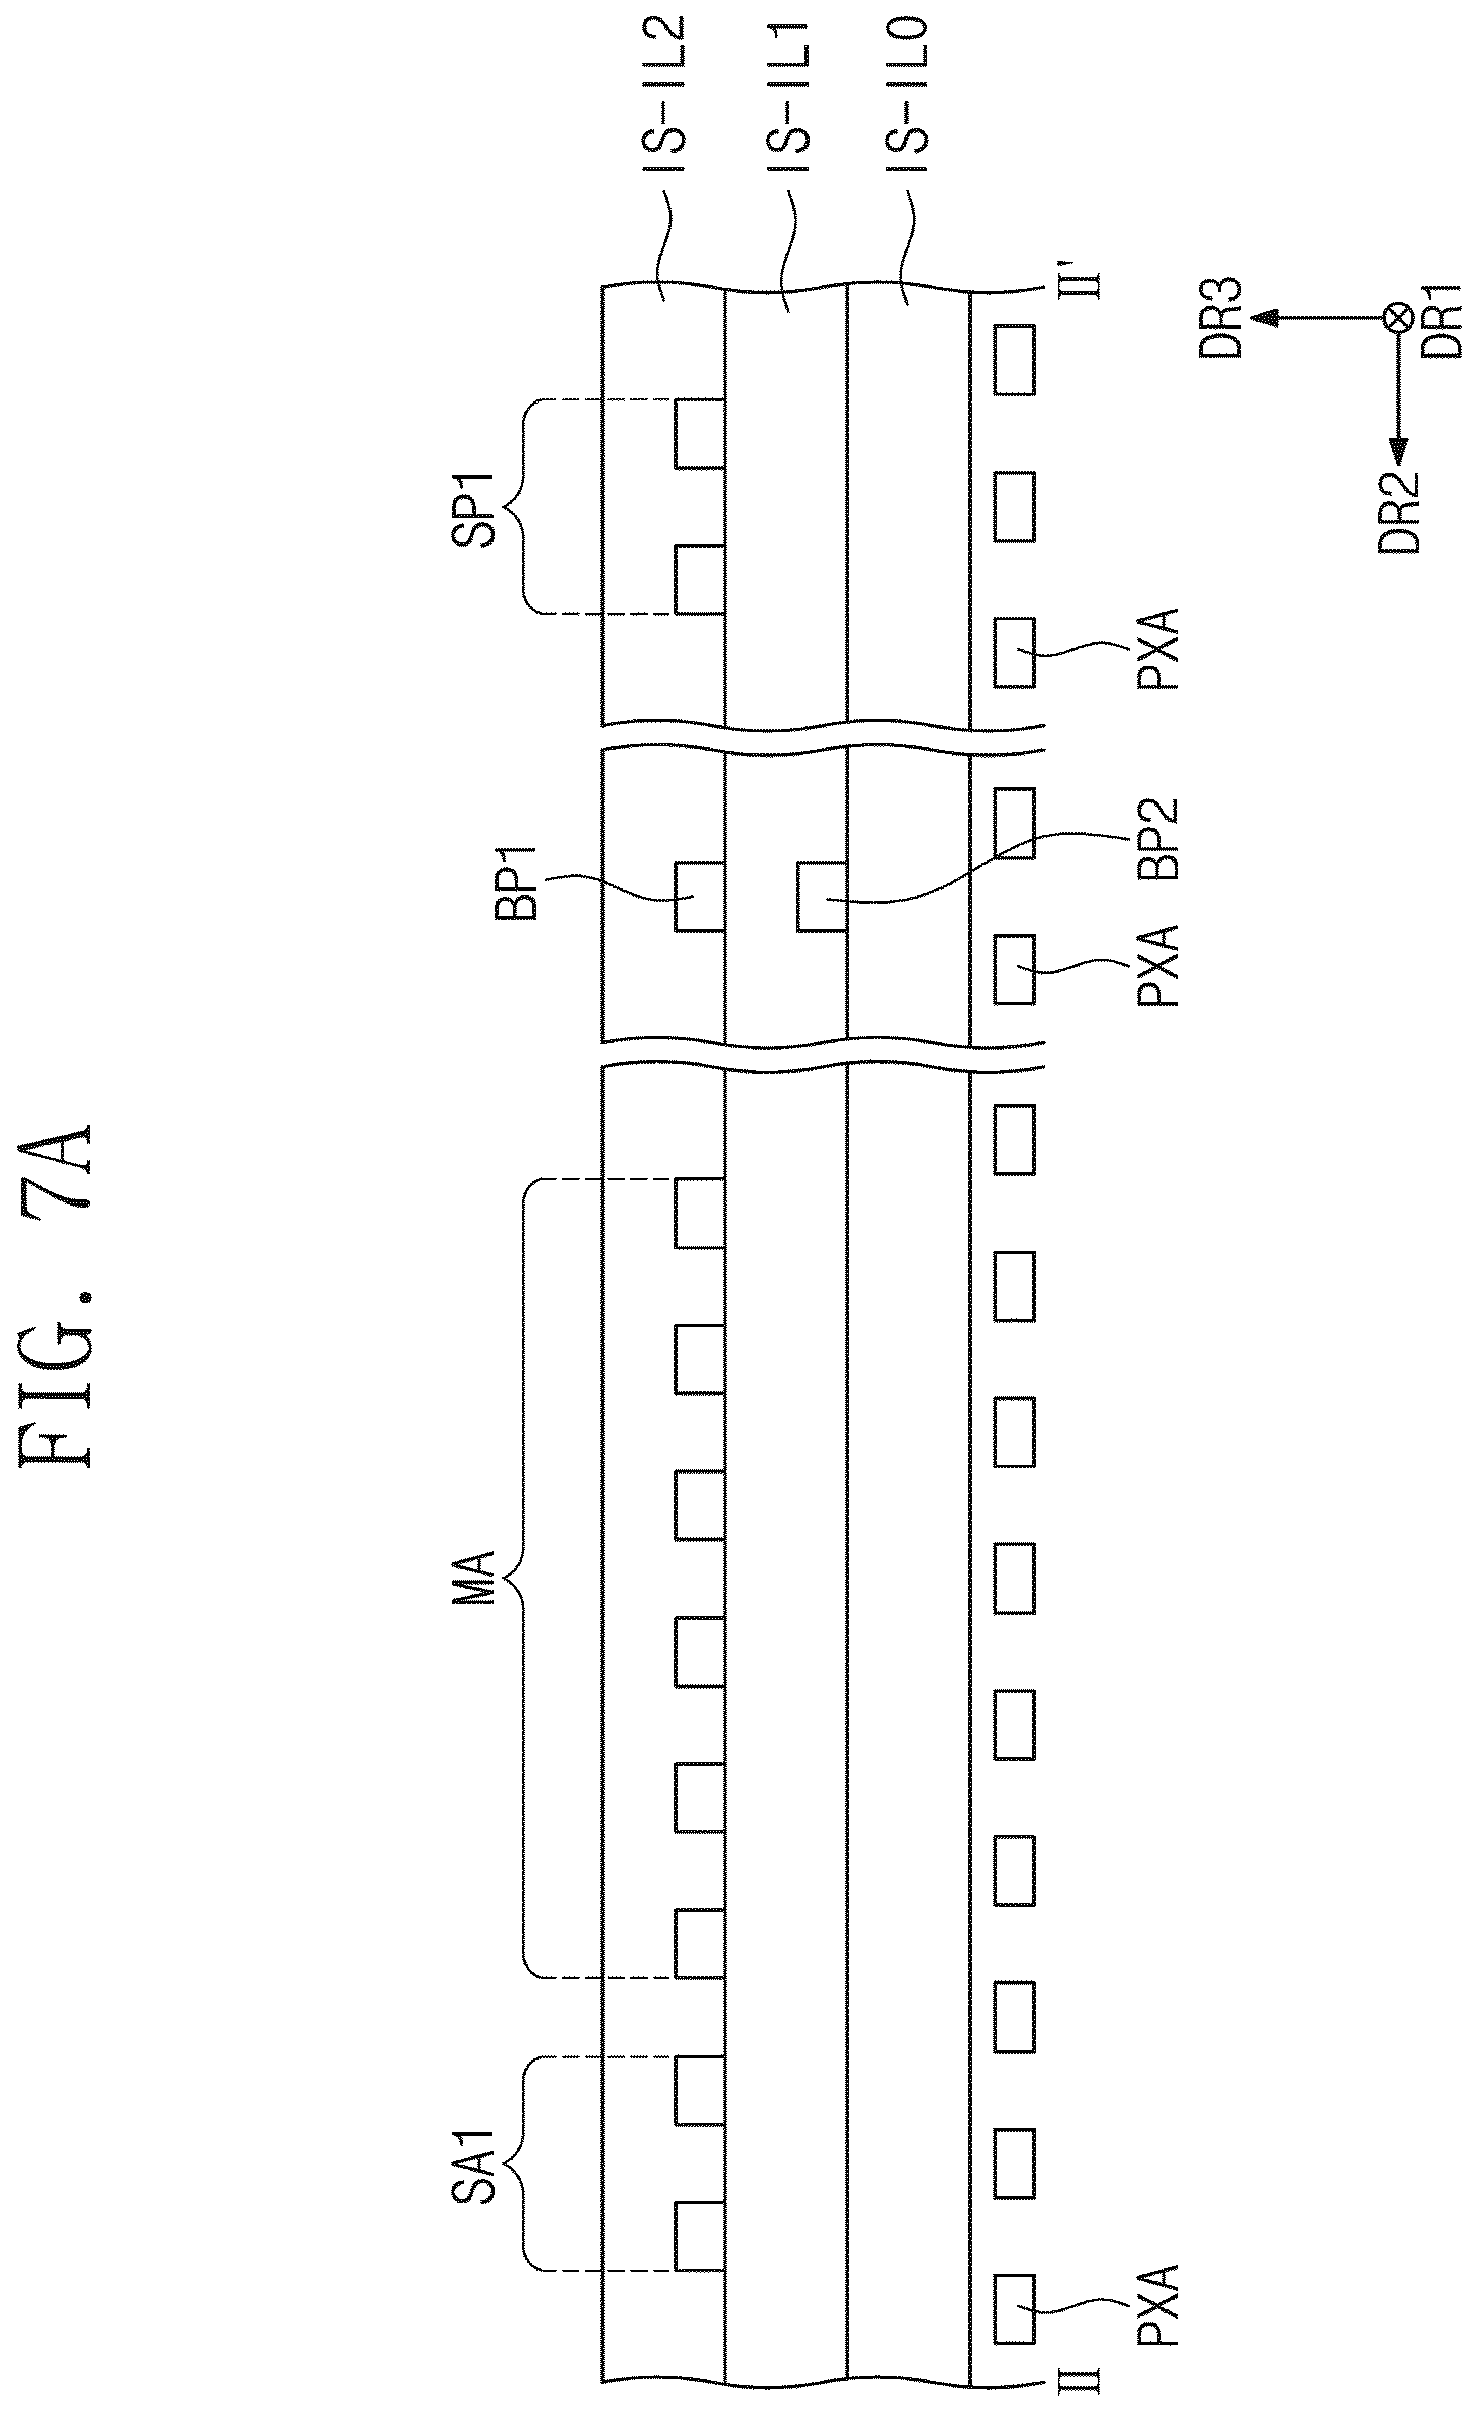 FIG. 7A
SA1
MA
BP1
SP1
IS-IL2
IS-IL1
IS-IL0
II
II'
PXA
PXA
BP2
PXA
DR3
DR2
DR1